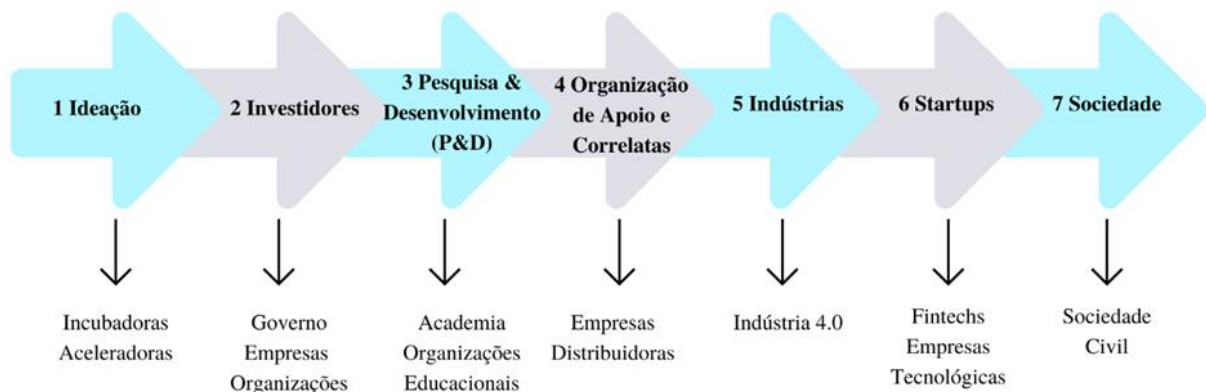 1 Ideação
2 Investidores
3 Pesquisa &
Desenvolvimento
(P&D)
4 Organização
de Apoio e
Correlatas
5 Indústrias
6 Startups
7 Sociedade
Incubadoras
Aceleradoras
Governo
Empresas
Organizações
Academia
Organizações
Educacionais
Empresas
Distribuidoras
Indústria 4.0
Fintechs
Empresas
Tecnológicas
Sociedade
Civil